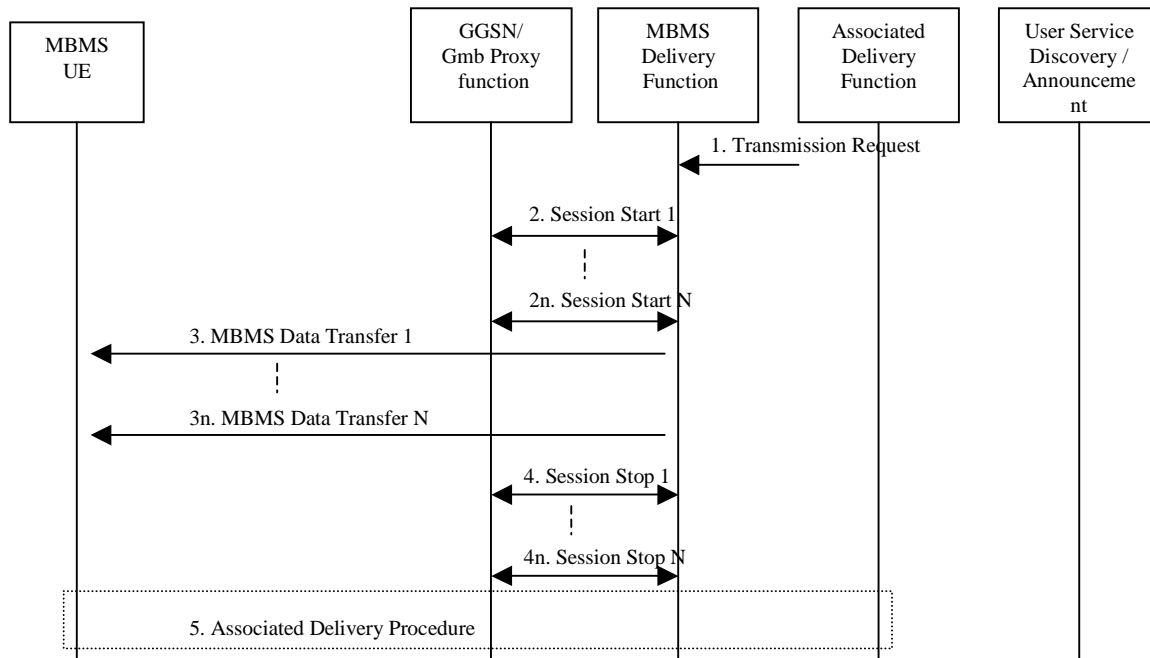 MBMS
UE
GGSN/
Gmb Proxy
function
MBMS
Delivery
Function
Associated
Delivery
Function
User Service
Discovery /
Announceme
nt
1. Transmission Request
2. Session Start 1
2n. Session Start N
3. MBMS Data Transfer 1
3n. MBMS Data Transfer N
4. Session Stop 1
4n. Session Stop N
5. Associated Delivery Procedure